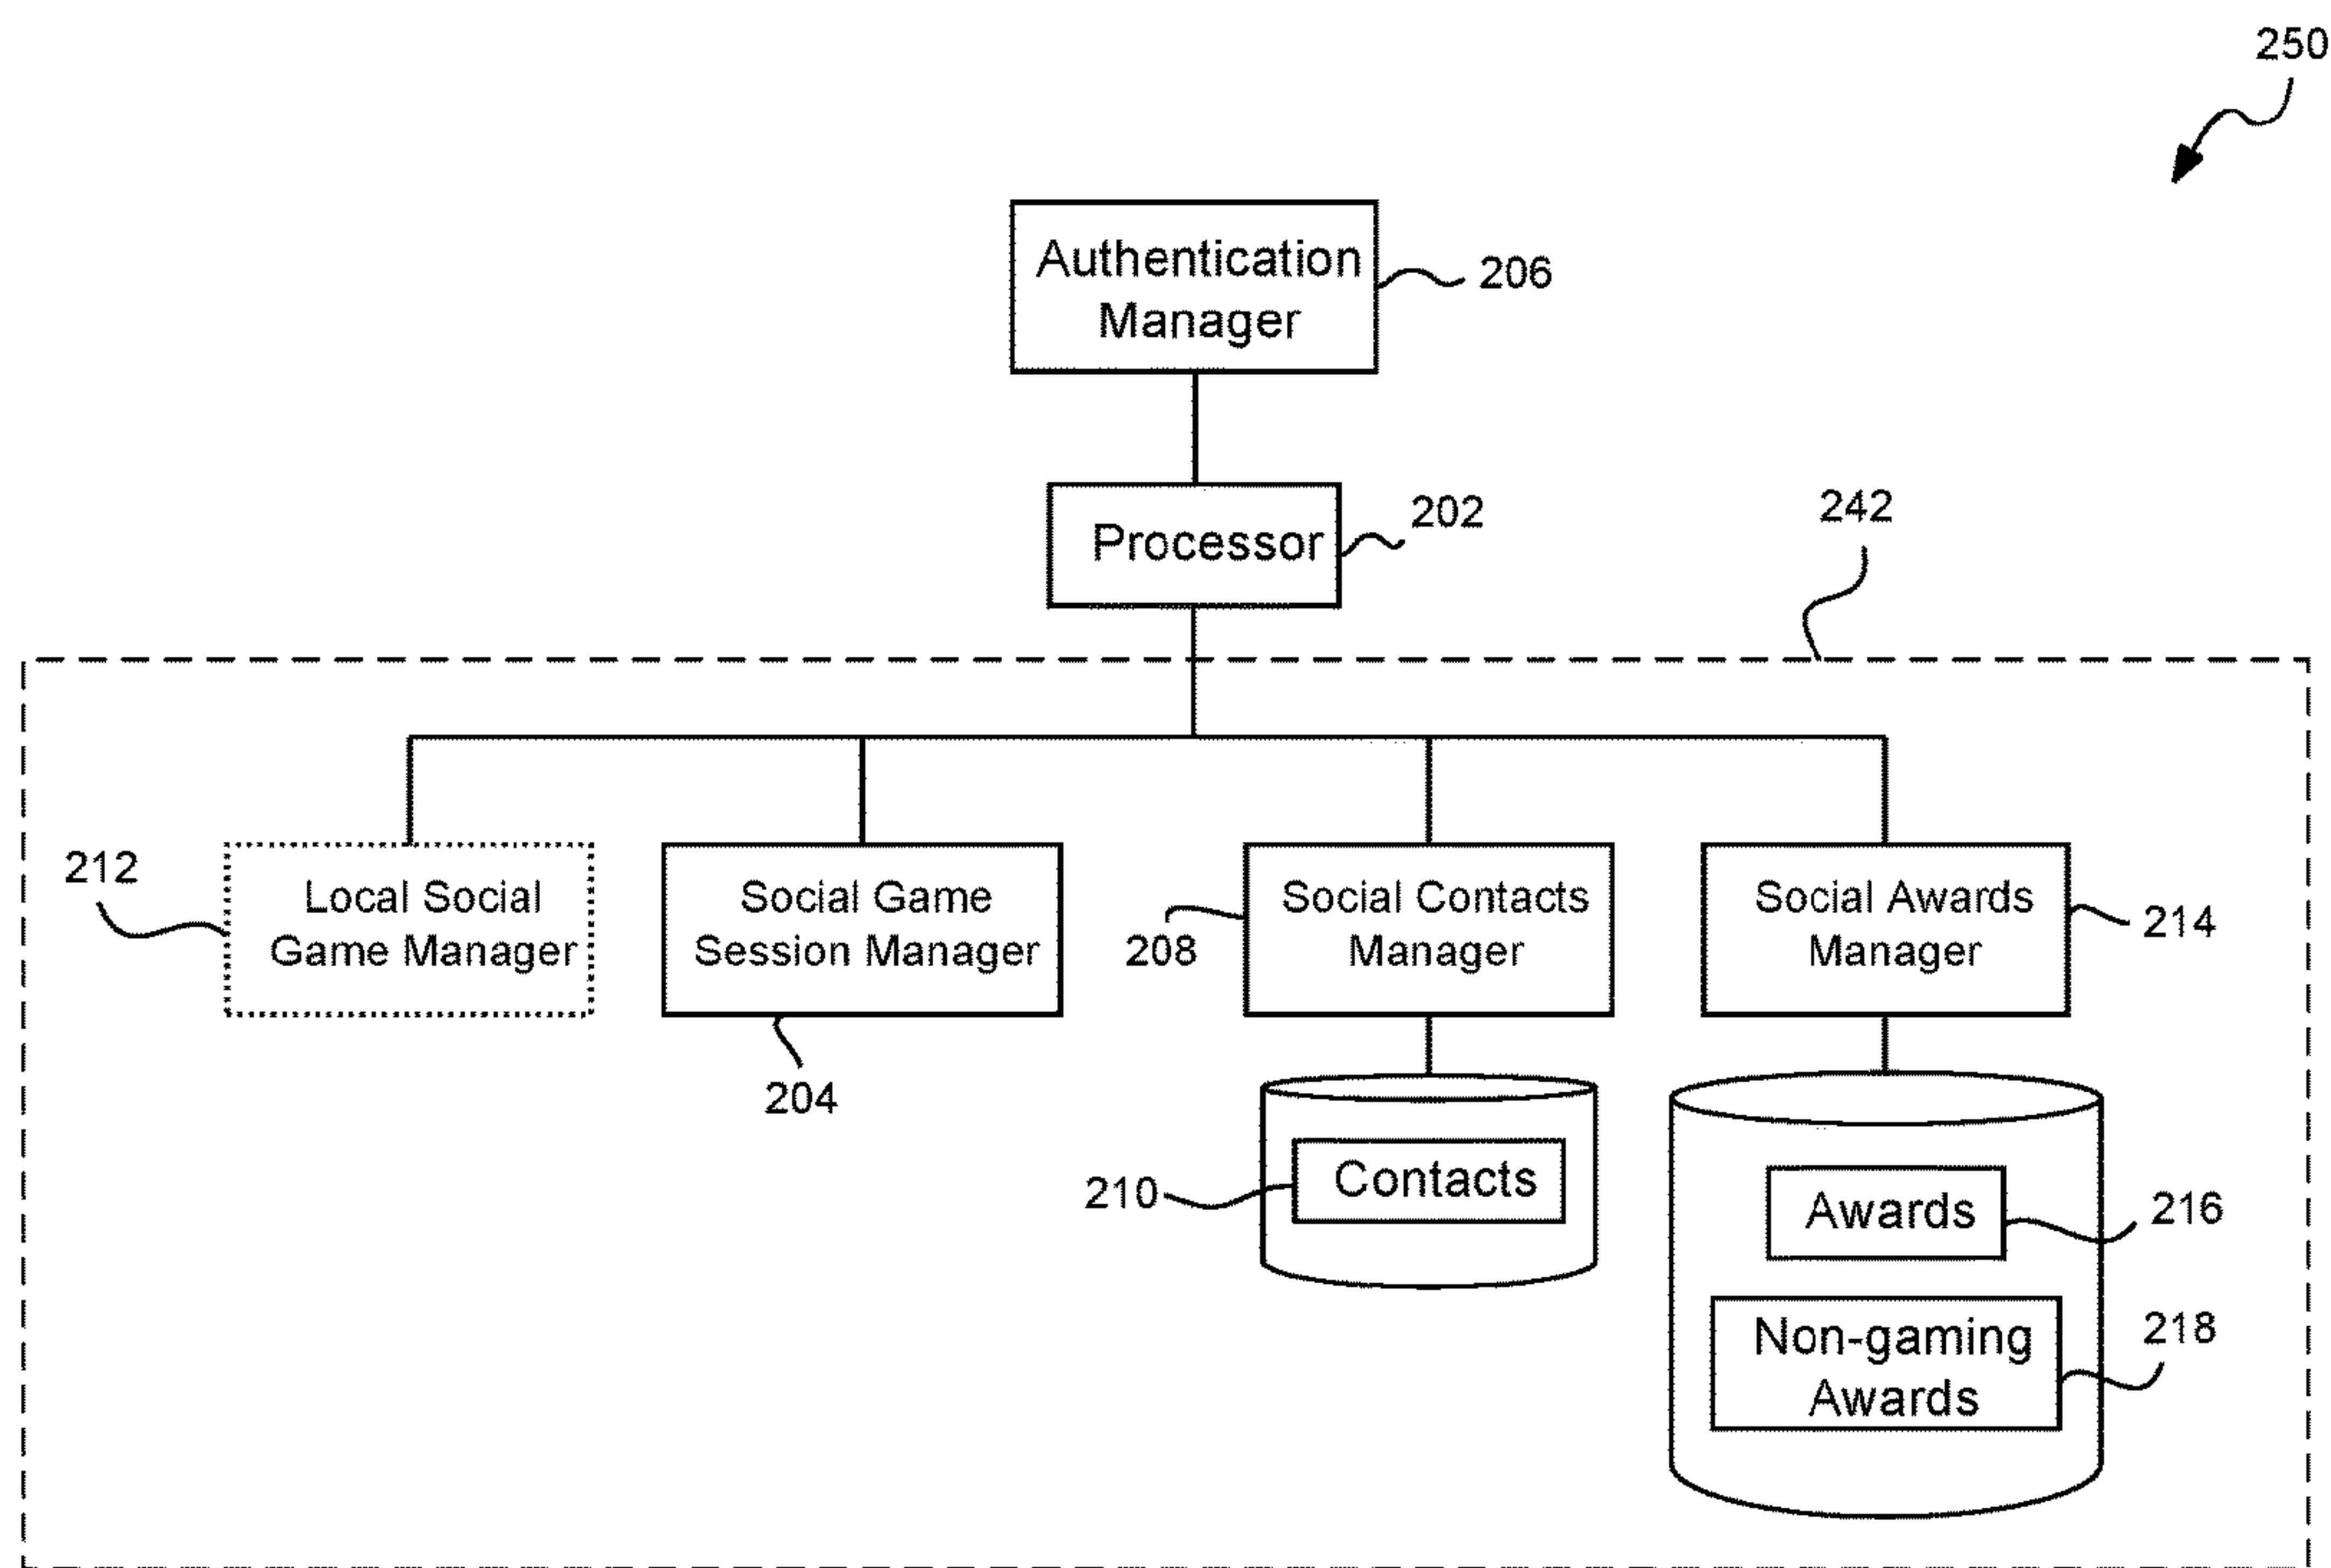 250
Authentication
Manager
206
Processor
202
242
212
Local Social
Game Manager
Social Game
Session Manager
204
Social Contacts
Manager
208
Social Awards
Manager
214
Contacts
210
Awards
216
Non-gaming
Awards
218